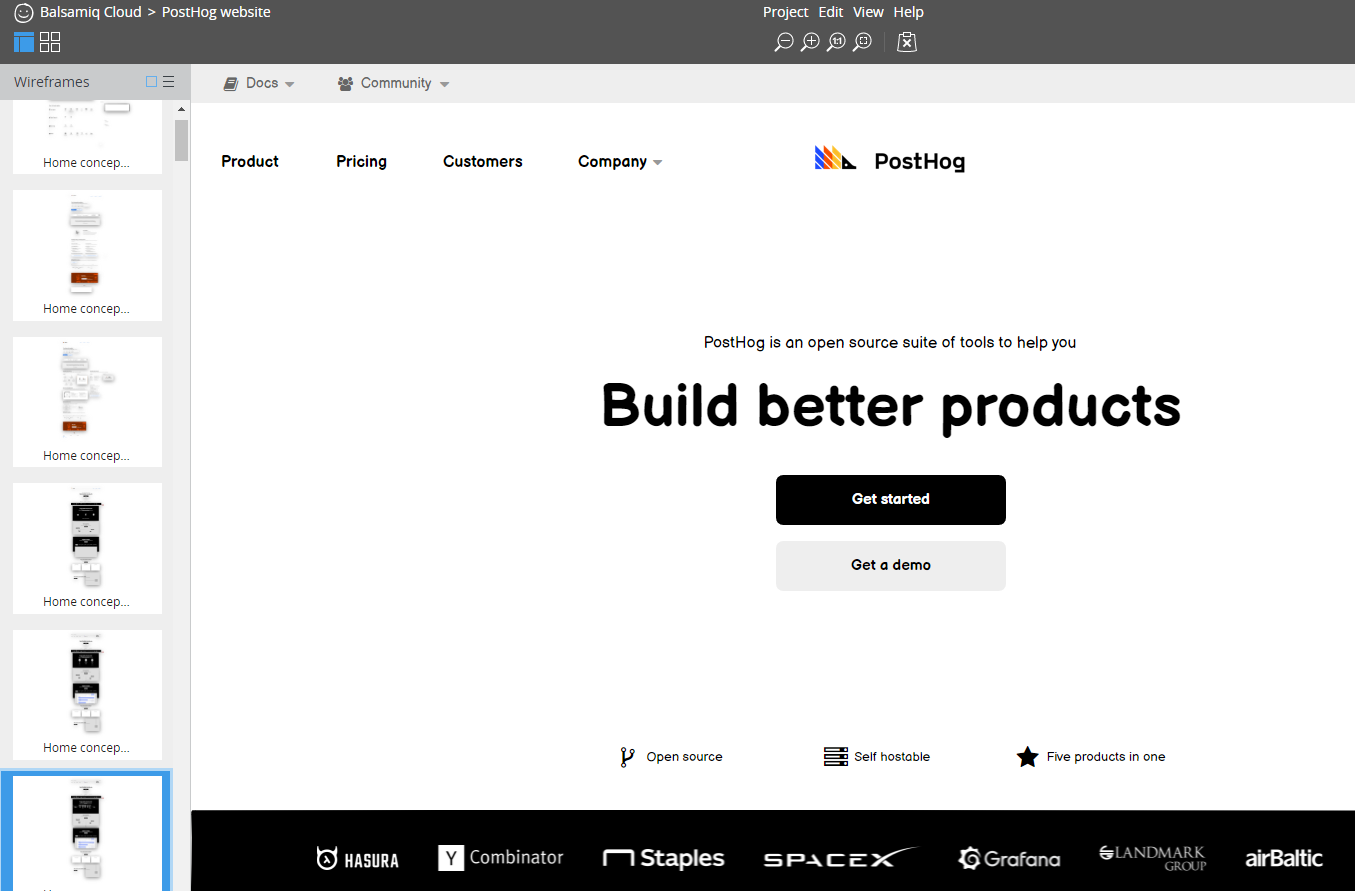 Balsamiq Cloud > PostHog website
Project Edit View Help
1:1
Wireframes
Docs
Community
Home concep...
Home concep...
Home concep...
Home concep...
Home concep...
Product
Pricing
Customers
Company
PostHog
PostHog is an open source suite of tools to help you
Build better products
Get started
Get a demo
Open source
Self hostable
Five products in one
HASURA
Y Combinator
Staples
SPACEX
Grafana
LANDMARK
GROUP
airBaltic